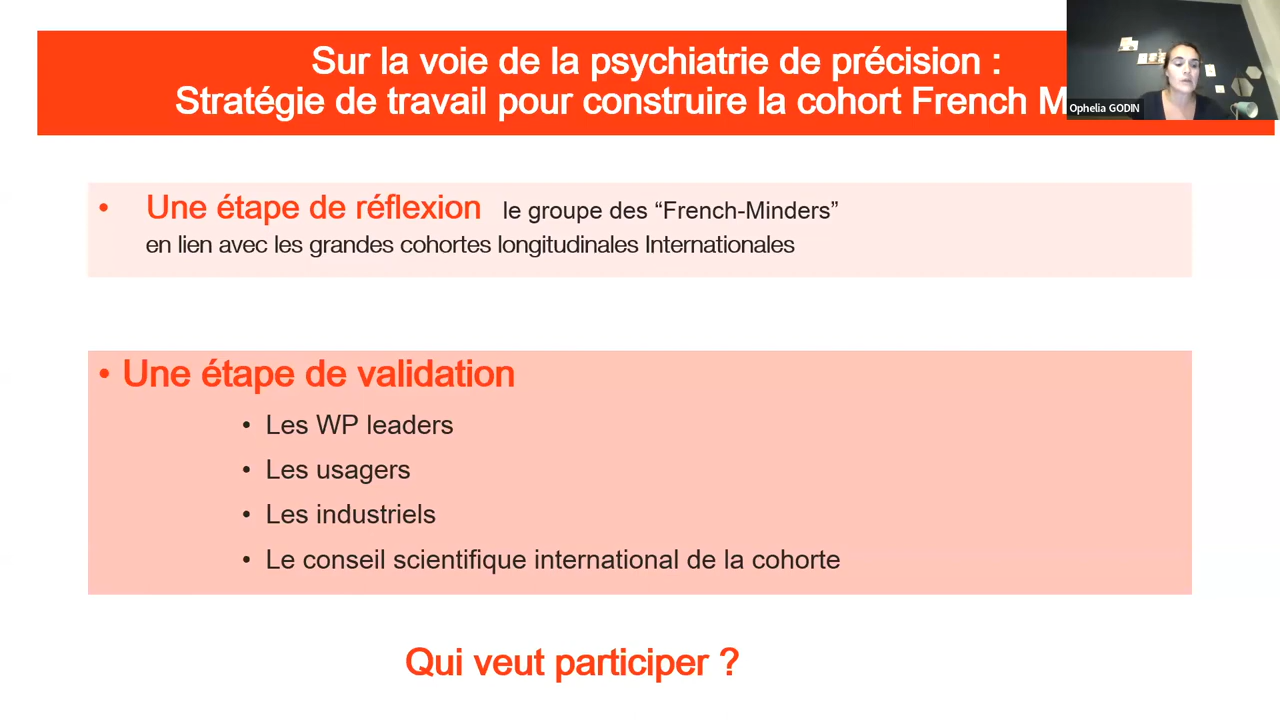 Sur la voie de la psychiatrie de précision :
Stratégie de travail pour construire la cohort French M
Ophelia GODIN
• Une étape de réflexion le groupe des “French-Minders”
en lien avec les grandes cohortes longitudinales Internationales
• Une étape de validation
• Les WP leaders
• Les usagers
• Les industriels
• Le conseil scientifique international de la cohorte
Qui veut participer ?